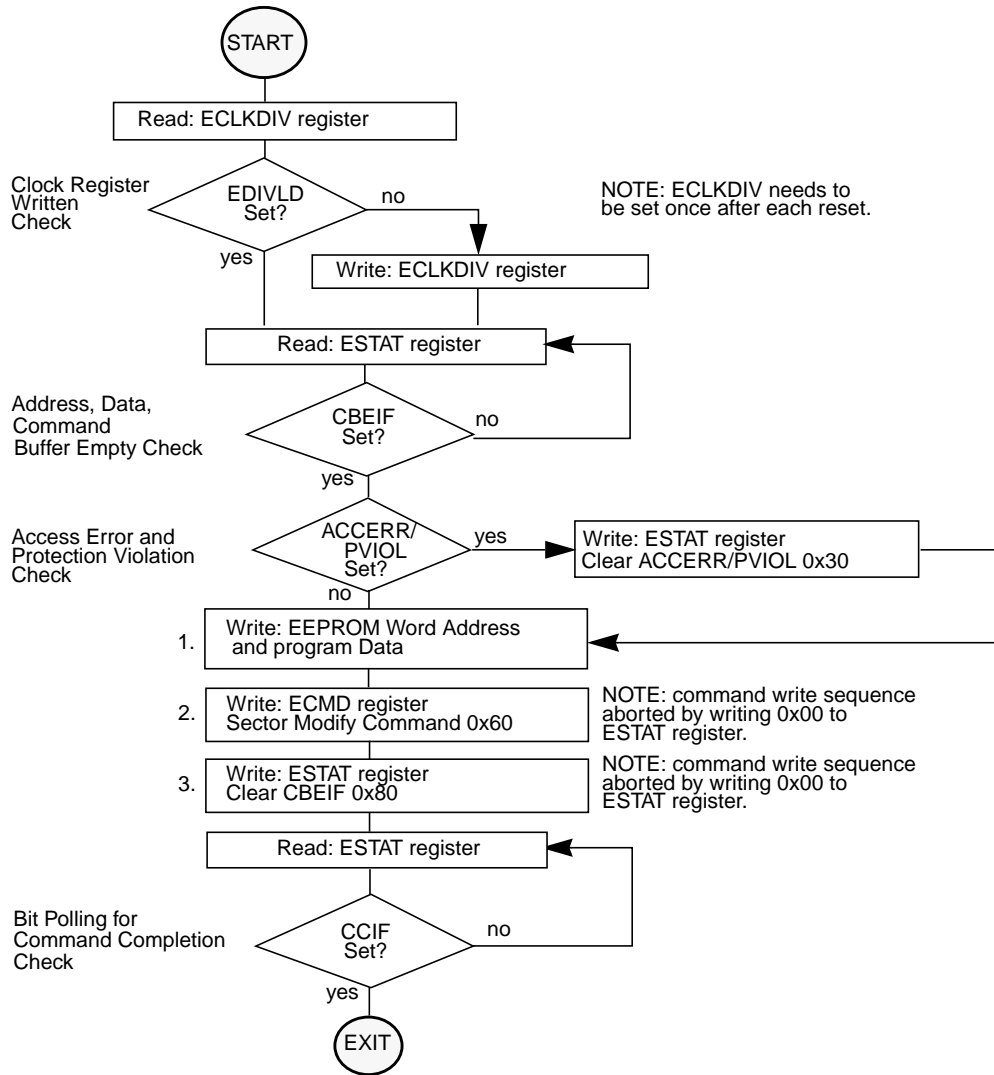 START
Read: ECLKDIV register
Clock Register
Written
Check
EDIVLD
Set?
no
yes
NOTE: ECLKDIV needs to
be set once after each reset.
Write: ECLKDIV register
Read: ESTAT register
Address, Data,
Command
Buffer Empty Check
CBEIF
Set?
no
yes
Access Error and
Protection Violation
Check
ACCERR/
PVIOL
Set?
yes
no
Write: ESTAT register
Clear ACCERR/PVIOL 0x30
1.
Write: EEPROM Word Address
and program Data
2.
Write: ECMD register
Sector Modify Command 0x60
NOTE: command write sequence
aborted by writing 0x00 to
ESTAT register.
3.
Write: ESTAT register
Clear CBEIF 0x80
NOTE: command write sequence
aborted by writing 0x00 to
ESTAT register.
Read: ESTAT register
Bit Polling for
Command Completion
Check
CCIF
Set?
no
yes
EXIT